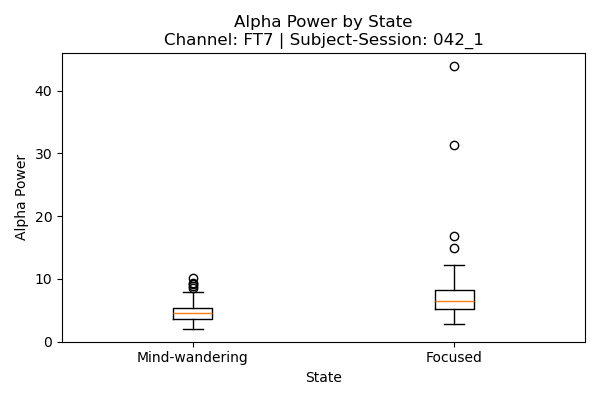 Alpha Power by State
Channel: FT7 | Subject-Session: 042_1
Alpha Power
40
30
20
10
0
Mind-wandering
Focused
State